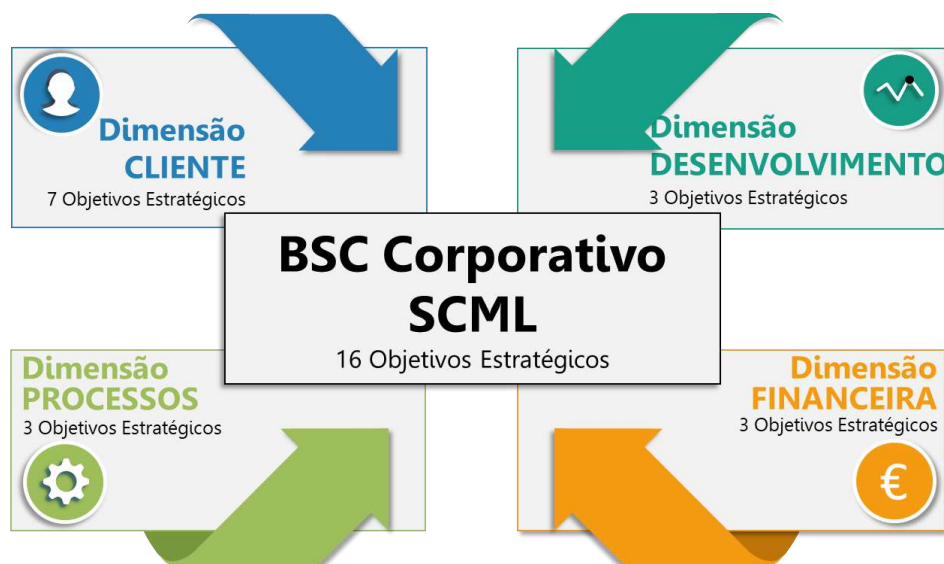 Dimensão
CLIENTE
7 Objetivos Estratégicos
Dimensão
DESENVOLVIMENTO
3 Objetivos Estratégicos
BSC Corporativo
SCML
16 Objetivos Estratégicos
Dimensão
PROCESSOS
3 Objetivos Estratégicos
Dimensão
FINANCEIRA
3 Objetivos Estratégicos
€